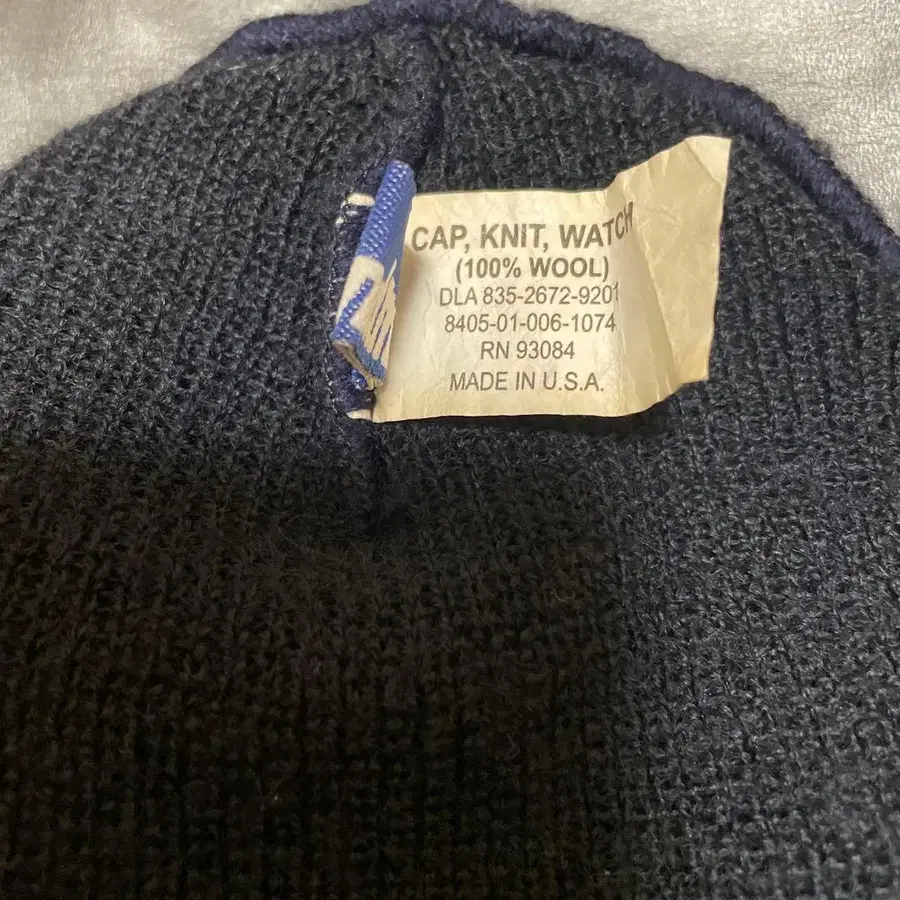 CAP, KNIT, WATCH
(100% WOOL)
DLA 835-2672-9201
8405-01-006-1074
RN 93084
MADE IN U.S.A.